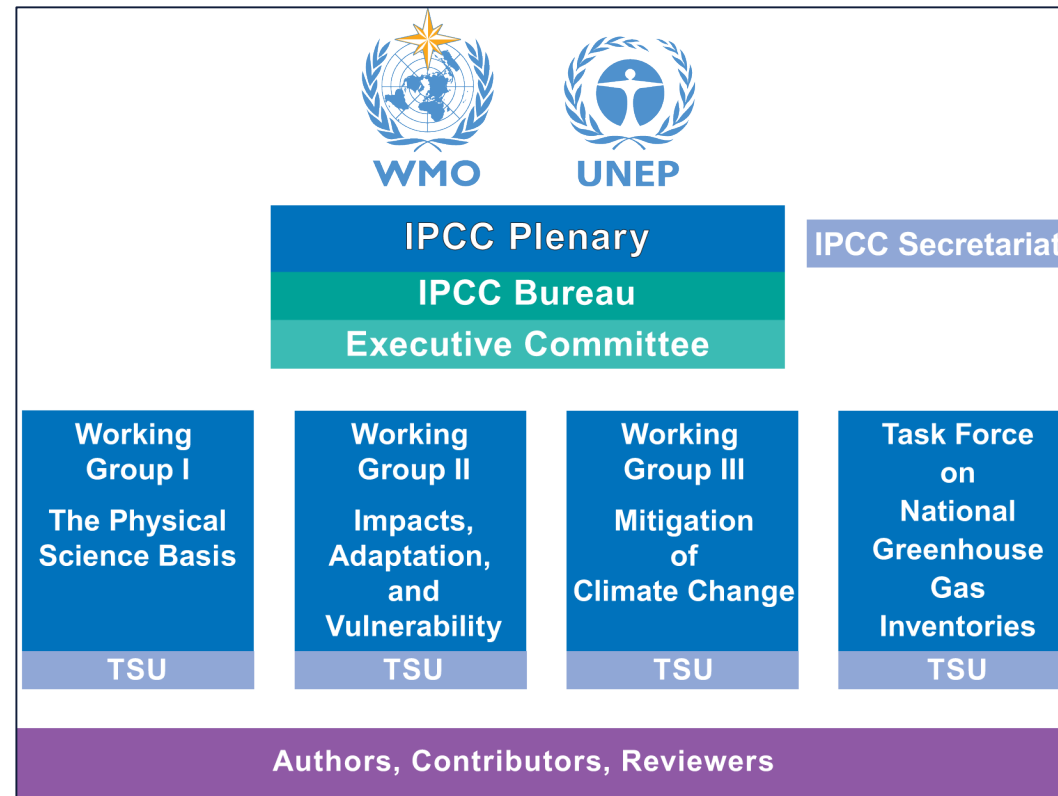 WMO
UNEP
IPCC Plenary
IPCC Secretariat
IPCC Bureau
Executive Committee
Working
Group I
The Physical
Science Basis
TSU
Working
Group II
Impacts,
Adaptation,
and
Vulnerability
TSU
Working
Group III
Mitigation
of
Climate Change
TSU
Task Force
on
National
Greenhouse
Gas
Inventories
TSU
Authors, Contributors, Reviewers